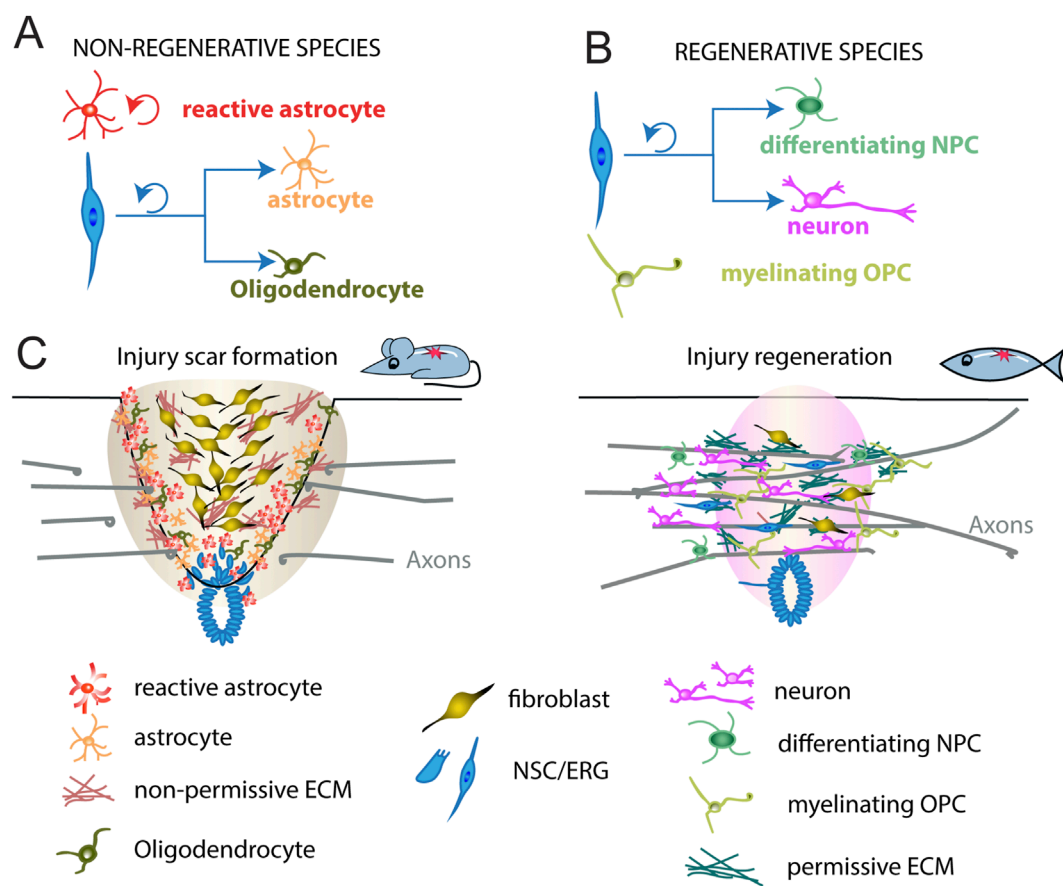 A
NON-REGENERATIVE SPECIES
reactive astrocyte
astrocyte
Oligodendrocyte
B
REGENERATIVE SPECIES
differentiating NPC
neuron
myelinating OPC
C
Injury scar formation
Axons
Injury regeneration
Axons
reactive astrocyte
astrocyte
non-permissive ECM
Oligodendrocyte
fibroblast
NSC/ERG
neuron
differentiating NPC
myelinating OPC
permissive ECM